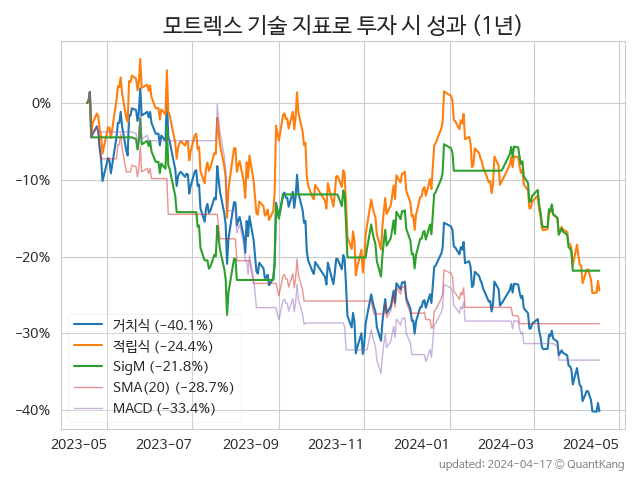 모트렉스 기술 지표로 투자 시 성과 (1년)
0%
−10%
−20%
−30%
−40%
거치식 (−40.1%)
적립식 (−24.4%)
SigM (−21.8%)
SMA(20) (−28.7%)
MACD (−33.4%)
2023-05 2023-07 2023-09 2023-11 2024-01 2024-03 2024-05
updated: 2024-04-17 © QuantKang